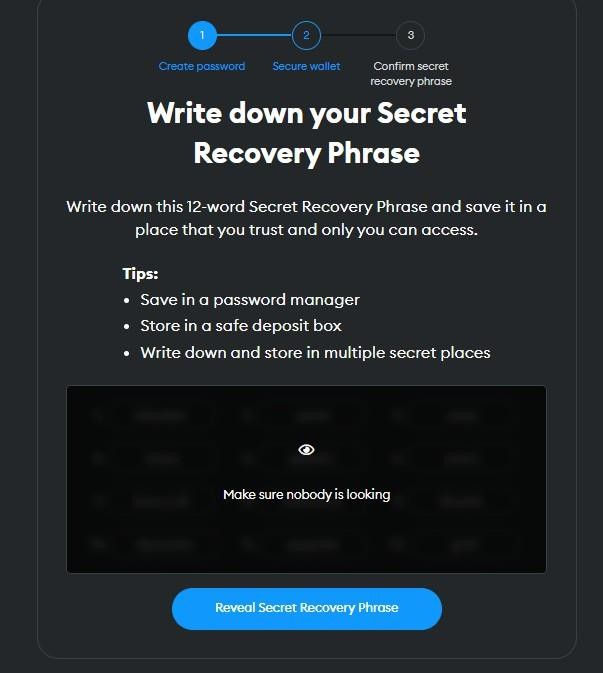 1
2
3
Create password
Secure wallet
Confirm secret
recovery phrase
Write down your Secret
Recovery Phrase
Write down this 12-word Secret Recovery Phrase and save it in a
place that you trust and only you can access.
Tips:
• Save in a password manager
• Store in a safe deposit box
• Write down and store in multiple secret places
Make sure nobody is looking
Reveal Secret Recovery Phrase